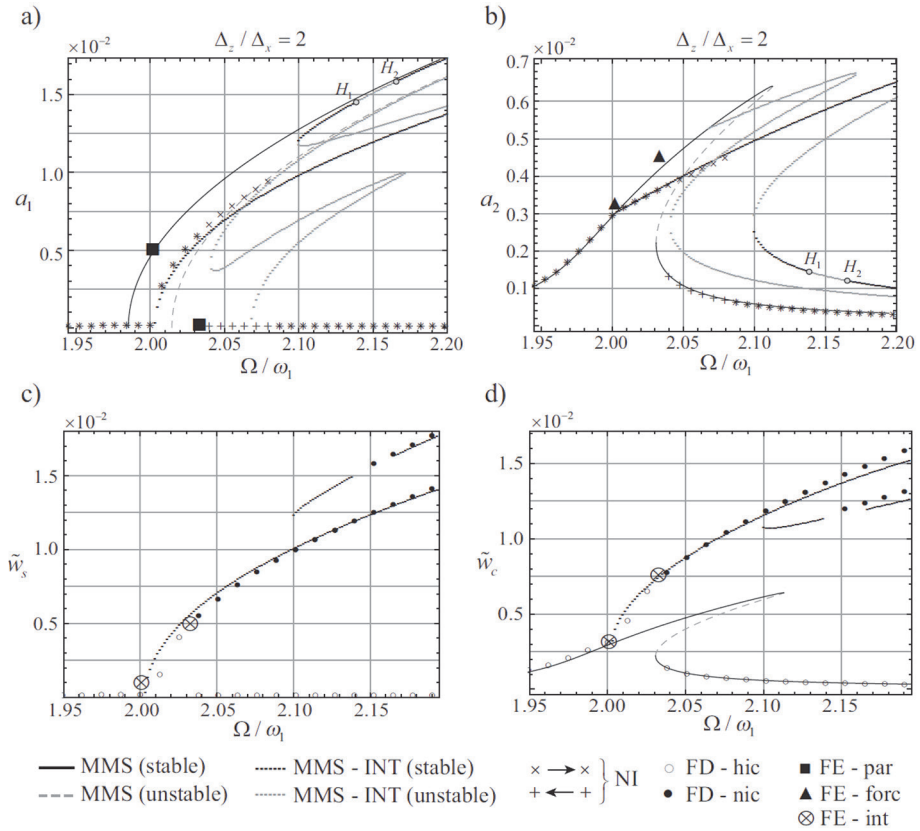 a)
Δz / Δx = 2
×10⁻²
1.5
1.0
0.5
a₁
H₁
H₂
1.95 2.00 2.05 2.10 2.15 2.20
Ω / ω₁
b)
Δz / Δx = 2
×10⁻²
0.7
0.6
0.5
0.4
0.3
0.2
0.1
a₂
H₁
H₂
1.95 2.00 2.05 2.10 2.15 2.20
Ω / ω₁
c)
×10⁻²
1.5
1.0
0.5
w̃ₛ
1.95 2.00 2.05 2.10 2.15
Ω / ω₁
d)
×10⁻²
1.5
1.0
0.5
w̃c
1.95 2.00 2.05 2.10 2.15
Ω / ω₁
MMS (stable)
MMS (unstable)
MMS - INT (stable)
MMS - INT (unstable)
× → ×
+ ← +
} NI
FD - hic
FD - nic
FE - par
FE - forc
FE - int